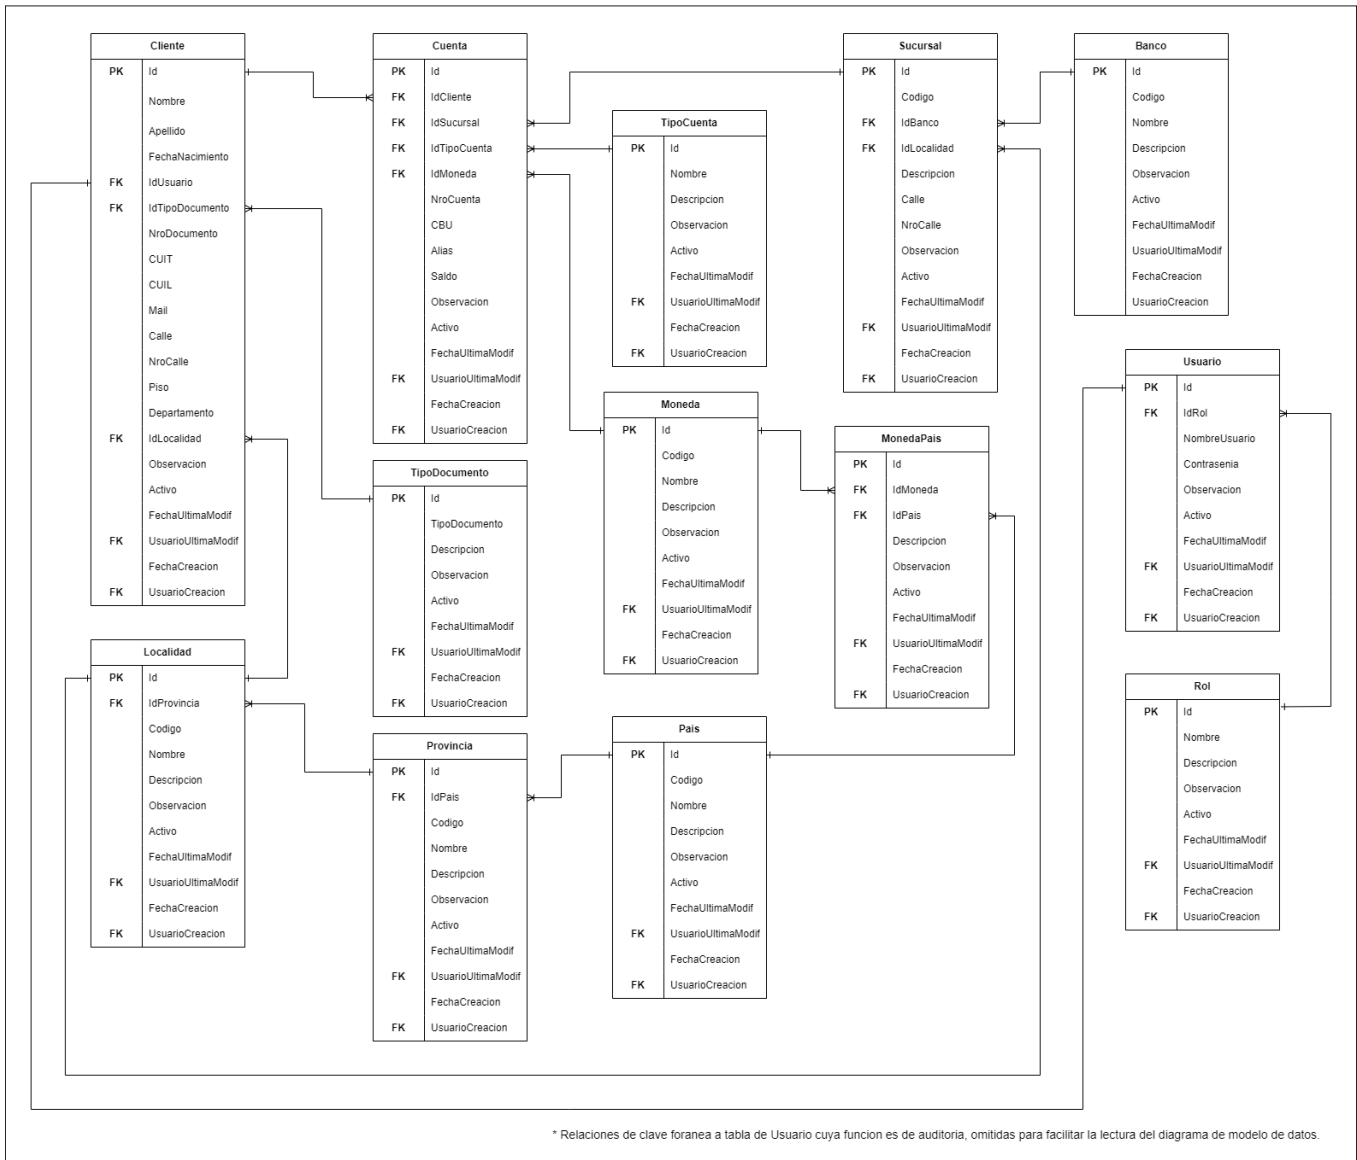 Cliente
PK Id
Nombre
Apellido
FechaNacimiento
FK IdUsuario
FK IdTipoDocumento
NroDocumento
CUIT
CUIL
Mail
Calle
NroCalle
Piso
Departamento
FK IdLocalidad
Observacion
Activo
FechaUltimaModif
FK UsuarioUltimaModif
FechaCreacion
FK UsuarioCreacion
Cuenta
PK Id
FK IdCliente
FK IdSucursal
FK IdTipoCuenta
FK IdMoneda
NroCuenta
CBU
Alias
Saldo
Observacion
Activo
FechaUltimaModif
FK UsuarioUltimaModif
FechaCreacion
FK UsuarioCreacion
TipoCuenta
PK Id
Nombre
Descripcion
Observacion
Activo
FechaUltimaModif
FK UsuarioUltimaModif
FechaCreacion
FK UsuarioCreacion
Sucursal
PK Id
Codigo
FK IdBanco
FK IdLocalidad
Descripcion
Calle
NroCalle
Observacion
Activo
FechaUltimaModif
FK UsuarioUltimaModif
FechaCreacion
FK UsuarioCreacion
Banco
PK Id
Codigo
Nombre
Descripcion
Observacion
Activo
FechaUltimaModif
UsuarioUltimaModif
FechaCreacion
UsuarioCreacion
Usuario
PK Id
FK IdRol
NombreUsuario
Contrasenia
Observacion
Activo
FechaUltimaModif
FK UsuarioUltimaModif
FechaCreacion
FK UsuarioCreacion
Moneda
PK Id
Codigo
Nombre
Descripcion
Observacion
Activo
FechaUltimaModif
FK UsuarioUltimaModif
FechaCreacion
FK UsuarioCreacion
MonedaPais
PK Id
FK IdMoneda
FK IdPais
Descripcion
Observacion
Activo
FechaUltimaModif
FK UsuarioUltimaModif
FechaCreacion
FK UsuarioCreacion
TipoDocumento
PK Id
TipoDocumento
Descripcion
Observacion
Activo
FechaUltimaModif
FK UsuarioUltimaModif
FechaCreacion
FK UsuarioCreacion
Localidad
PK Id
FK IdProvincia
Codigo
Nombre
Descripcion
Observacion
Activo
FechaUltimaModif
FK UsuarioUltimaModif
FechaCreacion
FK UsuarioCreacion
Provincia
PK Id
FK IdPais
Codigo
Nombre
Descripcion
Observacion
Activo
FechaUltimaModif
FK UsuarioUltimaModif
FechaCreacion
FK UsuarioCreacion
Pais
PK Id
Codigo
Nombre
Descripcion
Observacion
Activo
FechaUltimaModif
FK UsuarioUltimaModif
FechaCreacion
FK UsuarioCreacion
Rol
PK Id
Nombre
Descripcion
Observacion
Activo
FechaUltimaModif
FK UsuarioUltimaModif
FechaCreacion
FK UsuarioCreacion
* Relaciones de clave foranea a tabla de Usuario cuya funcion es de auditoria, omitidas para facilitar la lectura del diagrama de modelo de datos.